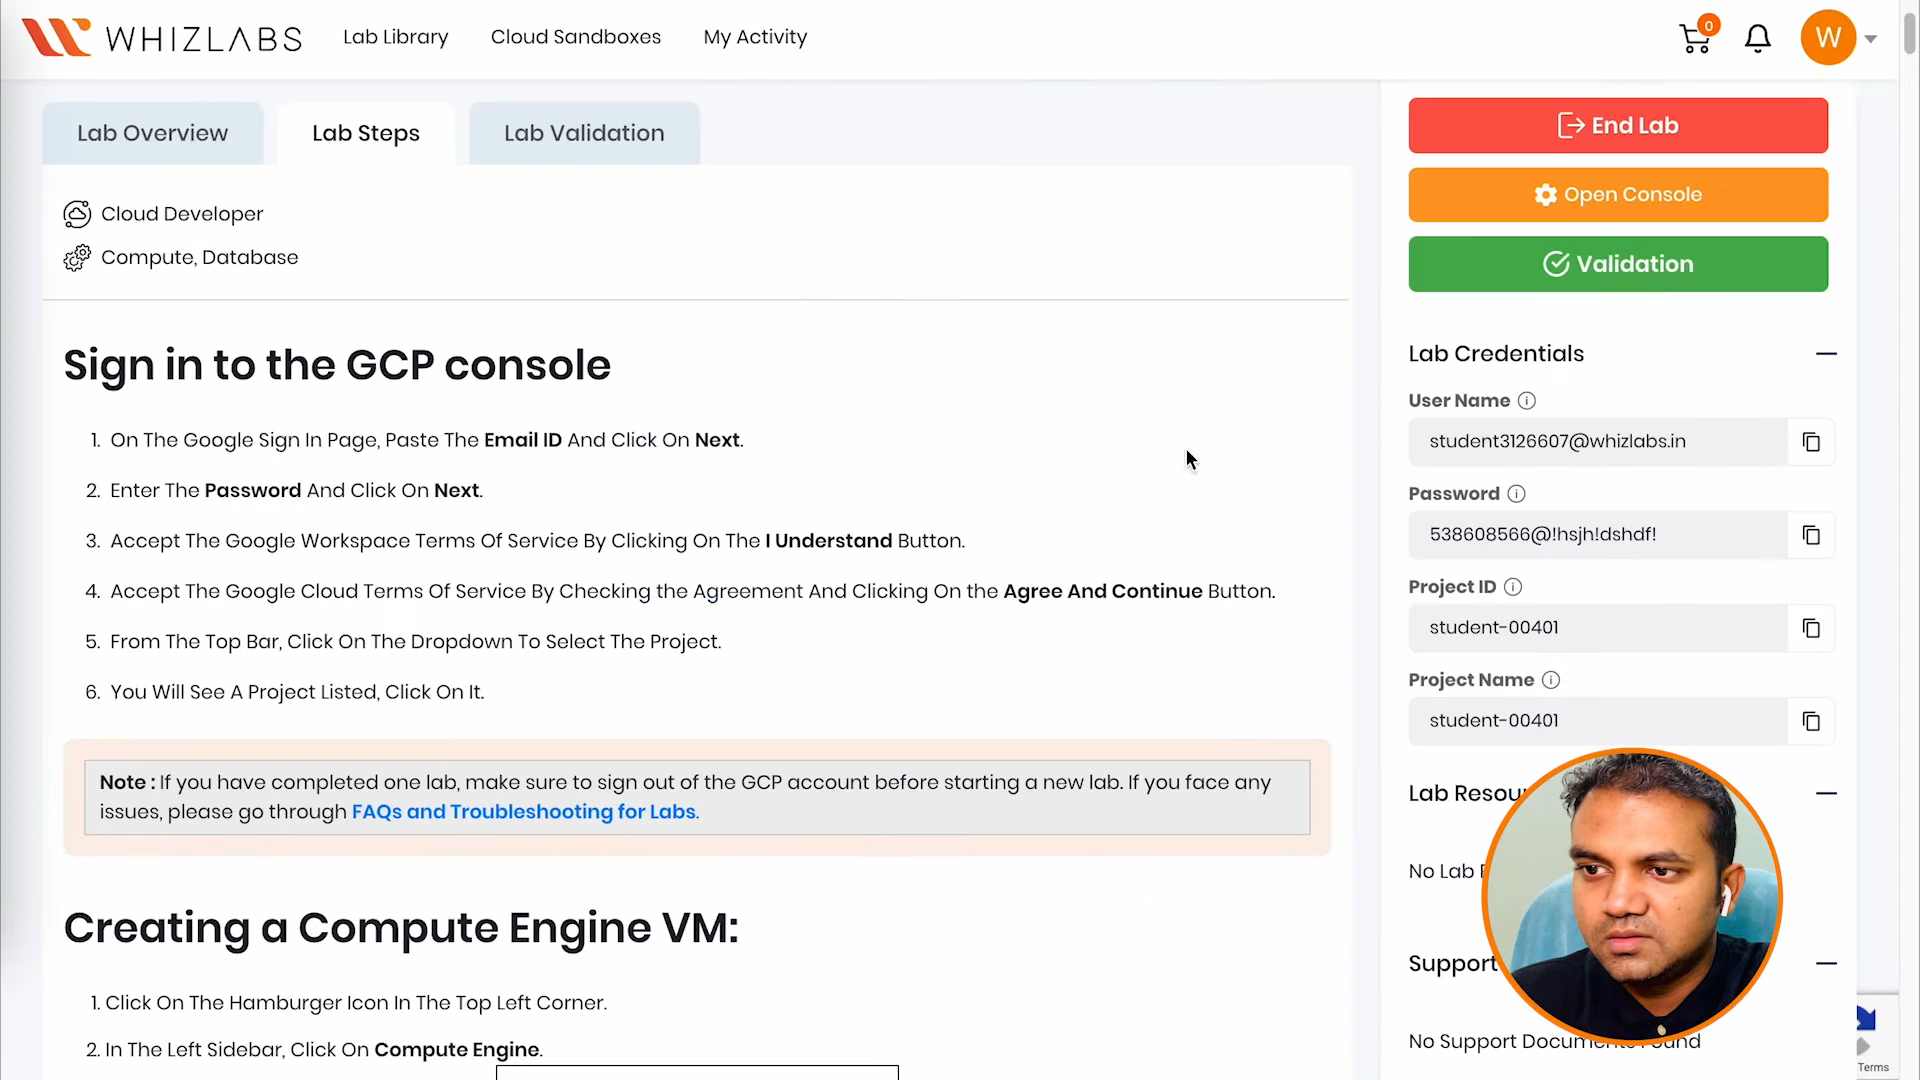 WHIZLABS
Lab Library
Cloud Sandboxes
My Activity
0
W
Lab Overview
Lab Steps
Lab Validation
Cloud Developer
Compute, Database
Sign in to the GCP console
1. On The Google Sign In Page, Paste The Email ID And Click On Next.
2. Enter The Password And Click On Next.
3. Accept The Google Workspace Terms Of Service By Clicking On The I Understand Button.
4. Accept The Google Cloud Terms Of Service By Checking the Agreement And Clicking On the Agree And Continue Button.
5. From The Top Bar, Click On The Dropdown To Select The Project.
6. You Will See A Project Listed, Click On It.
Note : If you have completed one lab, make sure to sign out of the GCP account before starting a new lab. If you face any
issues, please go through FAQs and Troubleshooting for Labs.
Creating a Compute Engine VM:
1. Click On The Hamburger Icon In The Top Left Corner.
2. In The Left Sidebar, Click On Compute Engine.
End Lab
Open Console
Validation
Lab Credentials
User Name
student3126607@whizlabs.in
Password
538608566@!hsjh!dshdf!
Project ID
student-00401
Project Name
student-00401
Lab Resou
No Lab
Support
No Support Documents Found
Terms